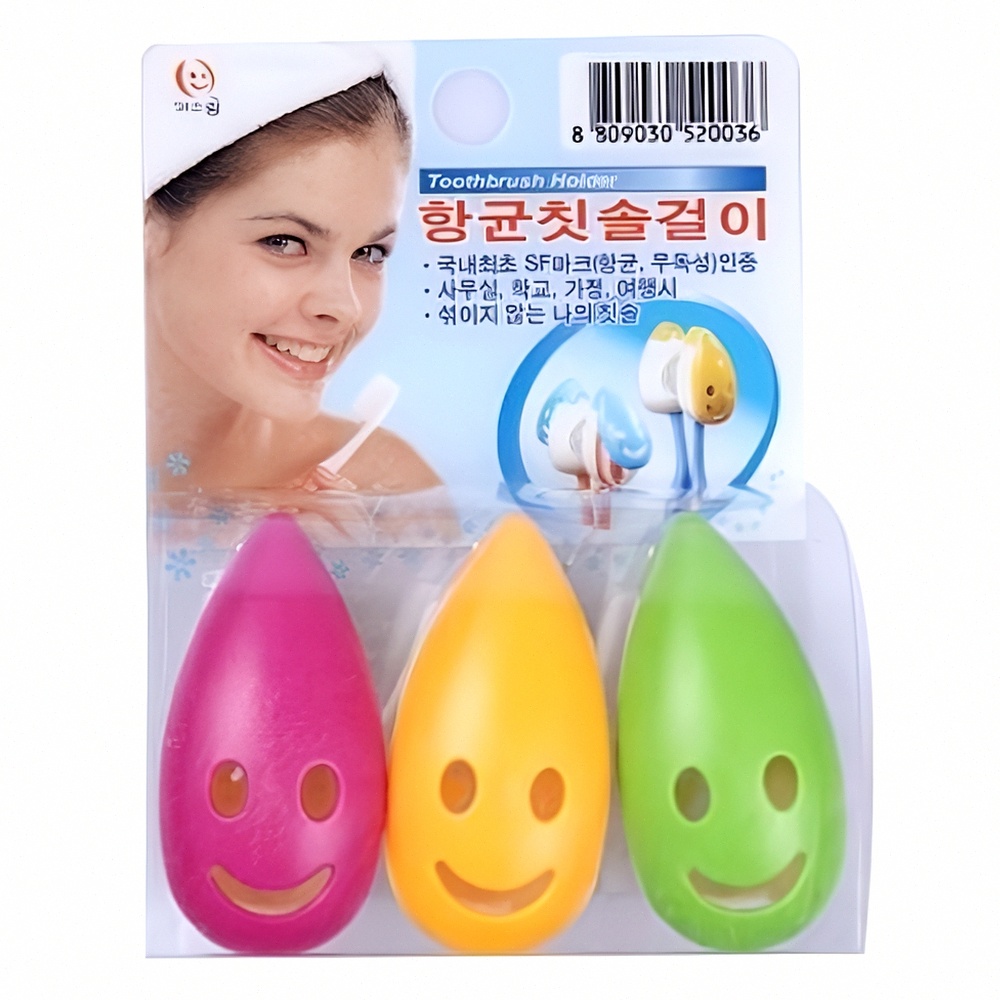 8 809030 520036
Toothbrush Holder
항균칫솔걸이
· 국내최초 SF마크(항균, 무독성)인증
· 사무실, 학교, 가정, 여행시
· 섞이지 않는 나의칫솔